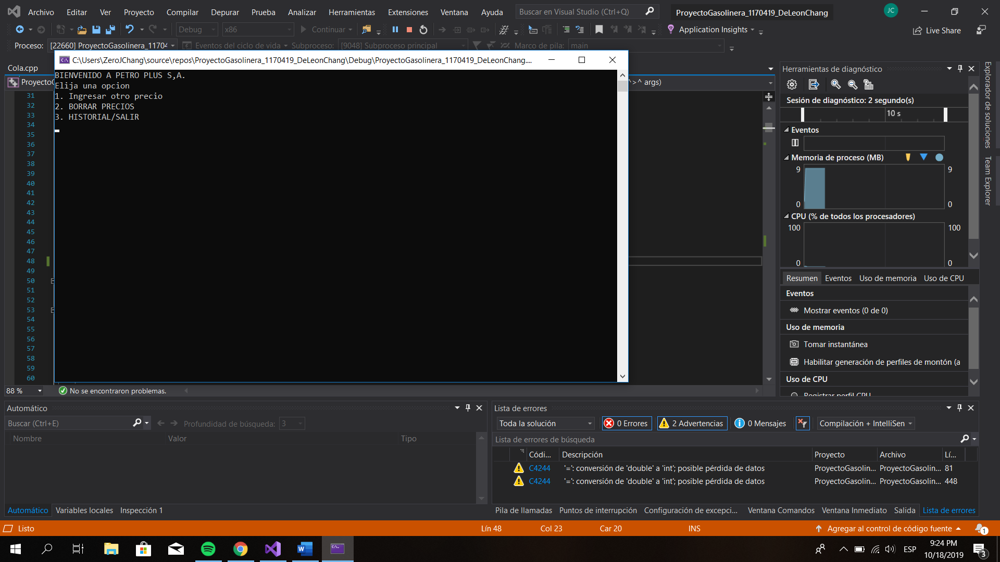 Archivo Editar Ver Proyecto Compilar Depurar Prueba Analizar Herramientas Extensiones Ventana Ayuda Buscar en Visual Studio (Ctrl+Q) ProyectoGasolinera_1170419_DeLeonChang JC
Debug x86 Continuar Application Insights Live Share
Proceso: [22660] ProyectoGasolinera_11704 Eventos del ciclo de vida Subproceso: [9048] Subproceso principal Marco de pila: main
C:\Users\ZeroJChang\source\repos\ProyectoGasolinera_1170419_DeLeonChang\Debug\ProyectoGasolinera_1170419_DeLeonChang....
Cola.cpp
ProyectoG
^>^ args)
BIENVENIDO A PETRO PLUS S,A.
Elija una opcion
1. Ingresar otro precio
2. BORRAR PRECIOS
3. HISTORIAL/SALIR
31
32
33
34
35
36
37
38
39
40
41
42
43
44
45
46
47
48
49
50
51
52
53
54
55
56
57
58
59
60
88 % No se encontraron problemas.
Herramientas de diagnóstico
Sesión de diagnóstico: 2 segundo(s)
10 s
Eventos
Memoria de proceso (MB)
9 9
0 0
CPU (% de todos los procesadores)
100 100
0 0
Resumen Eventos Uso de memoria Uso de CPU
Eventos
Mostrar eventos (0 de 0)
Uso de memoria
Tomar instantánea
Habilitar generación de perfiles de montón (a
Uso de CPU
Registrar perfil CPU
Explorador de soluciones
Team Explorer
Automático
Buscar (Ctrl+E) Profundidad de búsqueda: 3
Nombre Valor Tipo
Automático Variables locales Inspección 1
Lista de errores
Toda la solución 0 Errores 2 Advertencias 0 Mensajes Compilación + IntelliSen
Lista de errores de búsqueda
Códi... Descripción Proyecto Archivo Lí...
C4244 '=': conversión de 'double' a 'int'; posible pérdida de datos ProyectoGasolin... ProyectoGasolin... 81
C4244 '=': conversión de 'double' a 'int'; posible pérdida de datos ProyectoGasolin... ProyectoGasolin... 448
Pila de llamadas Puntos de interrupción Configuración de excepci... Ventana Comandos Ventana Inmediato Salida Lista de errores
Listo Lín 48 Col 23 Car 20 INS Agregar al control de código fuente 1
ESP 9:24 PM
10/18/2019 3